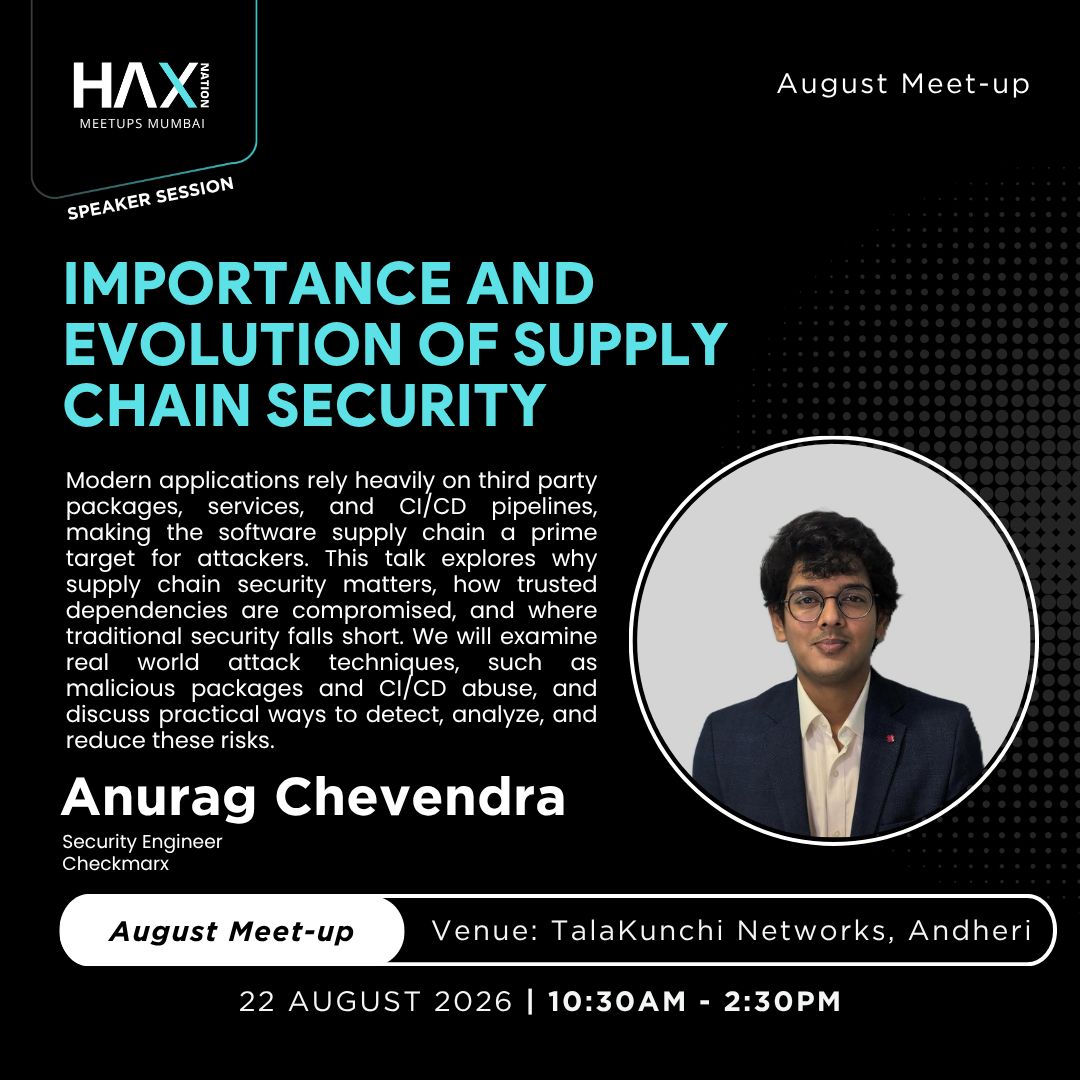 HAX NATION
MEETUPS MUMBAI
August Meet-up
SPEAKER SESSION
IMPORTANCE AND
EVOLUTION OF SUPPLY
CHAIN SECURITY
Modern applications rely heavily on third party
packages, services, and CI/CD pipelines,
making the software supply chain a prime
target for attackers. This talk explores why
supply chain security matters, how trusted
dependencies are compromised, and where
traditional security falls short. We will examine
real world attack techniques, such as
malicious packages and CI/CD abuse, and
discuss practical ways to detect, analyze, and
reduce these risks.
Anurag Chevendra
Security Engineer
Checkmarx
August Meet-up
Venue: TalaKunchi Networks, Andheri
22 AUGUST 2026 | 10:30AM - 2:30PM